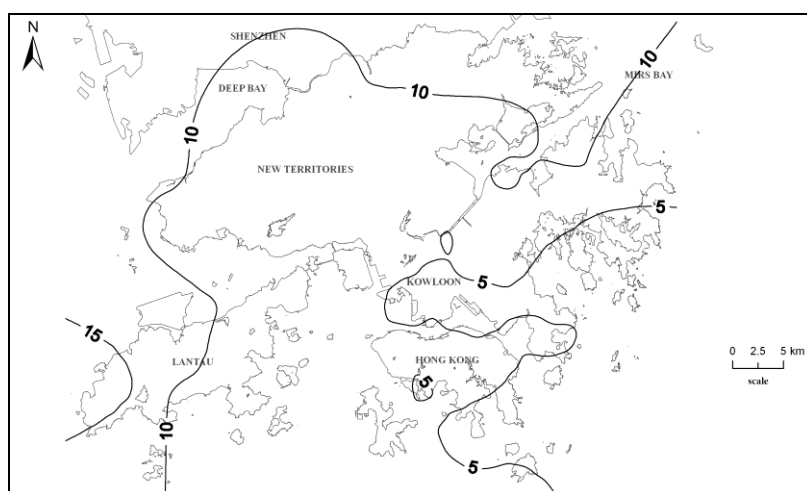 N
SHENZHEN
10
MIRS BAY
DEEP BAY
10
10
NEW TERRITORIES
5
5
KOWLOON
15
LANTAU
HONG KONG
5
0 2.5 5 km
scale
10
5